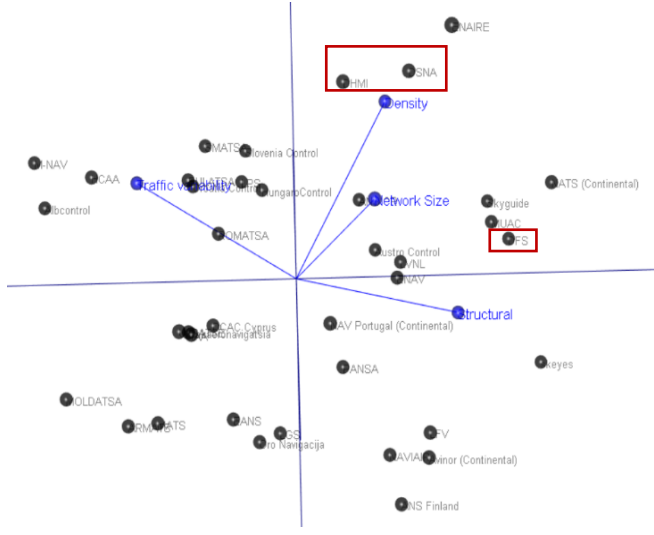 NAIRE
SNA
HMI
Density
MATS
lovenia Control
I-NAV
CAA
Traffic variability
HungaroControl
ATS (Continental)
lbcontrol
Network Size
kyguide
UAC
FS
OMATSA
ustro Control
VNL
NAV
Structural
CAC Cyprus
AV Portugal (Continental)
ANSA
keyes
OLDATSA
ATS
ANS
GS
ro Navigacija
FV
AVIA
vinor (Continental)
NS Finland